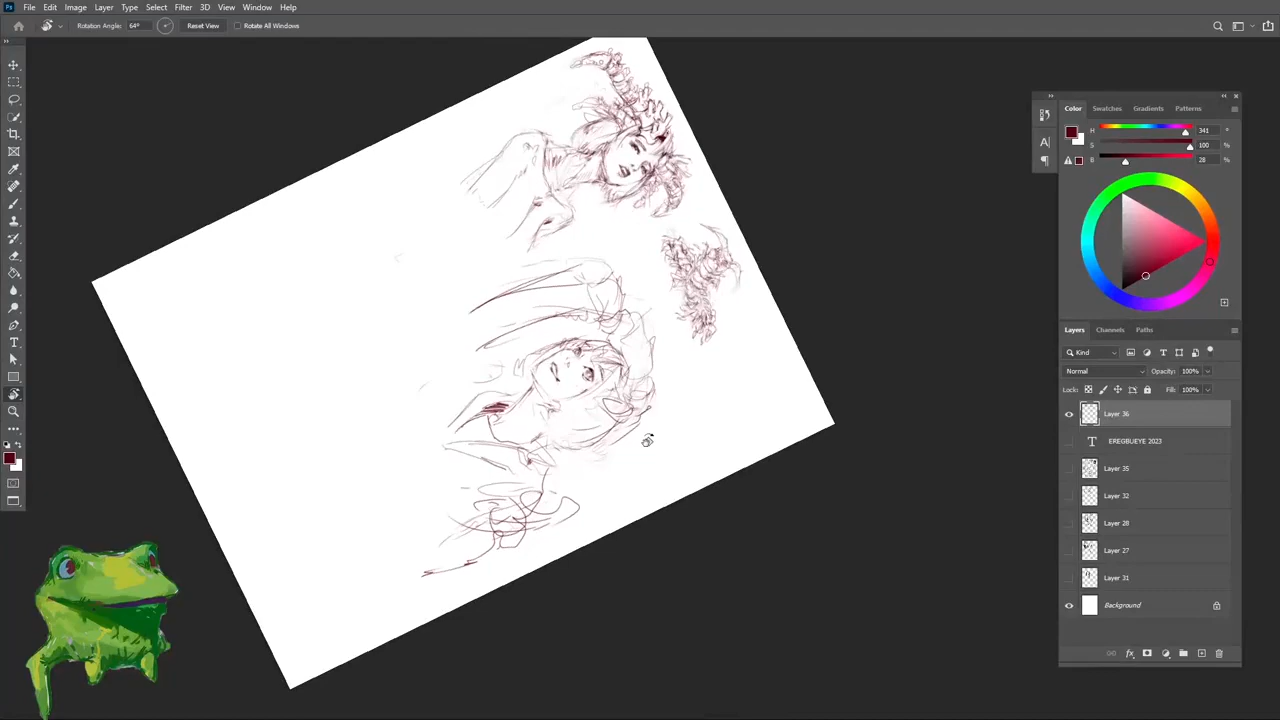 Ps File Edit Image Layer Type Select Filter 3D View Window Help
Rotation Angle: 64° Reset View Rotate All Windows
Color Swatches Gradients Patterns
H 341
S 100 %
B 28 %
Layers Channels Paths
Kind
Normal Opacity: 100%
Lock: Fill: 100%
Layer 36
T EREGBUEYE 2023
Layer 35
Layer 32
Layer 28
Layer 27
Layer 31
Background
fx